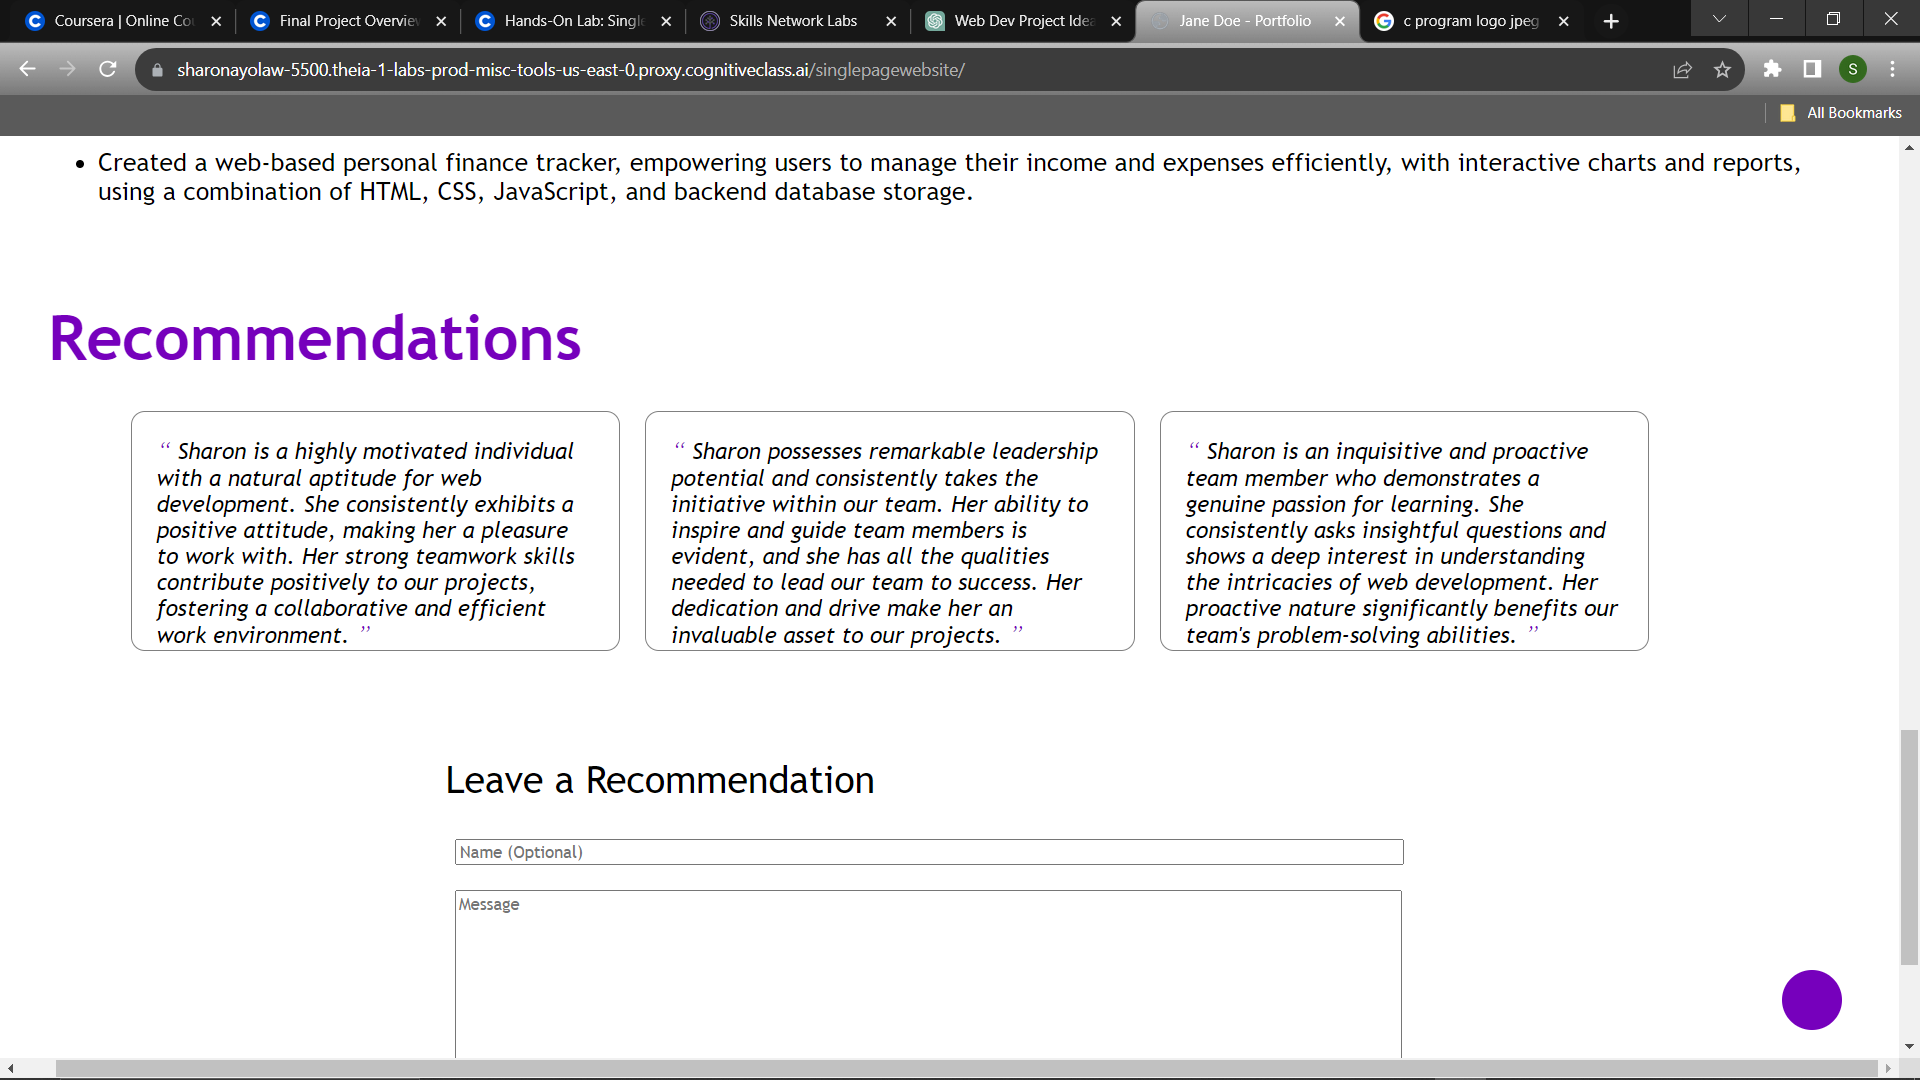 Coursera | Online Co
Final Project Overvie
Hands-On Lab: Singl
Skills Network Labs
Web Dev Project Idea
Jane Doe - Portfolio
c program logo jpeg
sharonayolaw-5500.theia-1-labs-prod-misc-tools-us-east-0.proxy.cognitiveclass.ai/singlepagewebsite/
S
All Bookmarks
• Created a web-based personal finance tracker, empowering users to manage their income and expenses efficiently, with interactive charts and reports,
using a combination of HTML, CSS, JavaScript, and backend database storage.
Recommendations
“ Sharon is a highly motivated individual
with a natural aptitude for web
development. She consistently exhibits a
positive attitude, making her a pleasure
to work with. Her strong teamwork skills
contribute positively to our projects,
fostering a collaborative and efficient
work environment. ”
“ Sharon possesses remarkable leadership
potential and consistently takes the
initiative within our team. Her ability to
inspire and guide team members is
evident, and she has all the qualities
needed to lead our team to success. Her
dedication and drive make her an
invaluable asset to our projects. ”
“ Sharon is an inquisitive and proactive
team member who demonstrates a
genuine passion for learning. She
consistently asks insightful questions and
shows a deep interest in understanding
the intricacies of web development. Her
proactive nature significantly benefits our
team's problem-solving abilities. ”
Leave a Recommendation
Name (Optional)
Message